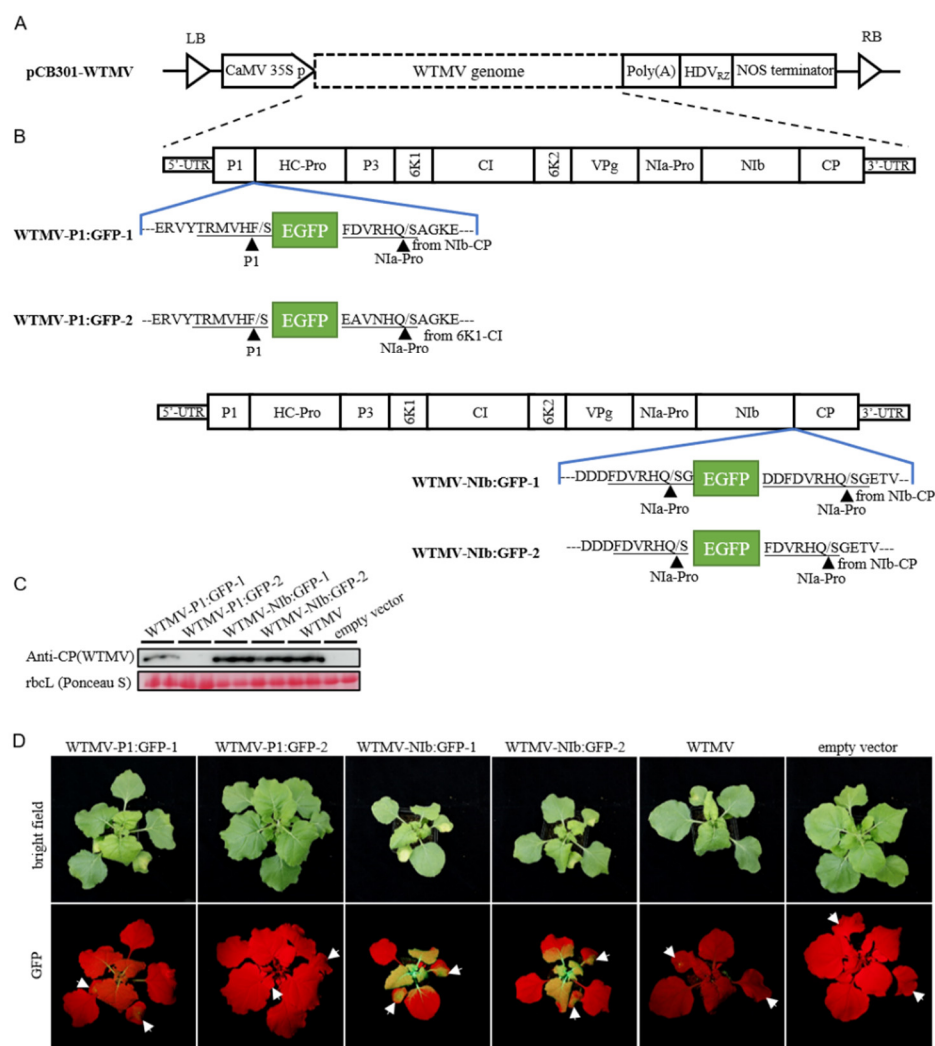 A
LB
RB
pCB301-WTMV
CaMV 35S p
WTMV genome
Poly(A)
HDVRZ
NOS terminator
B
5'-UTR
P1
HC-Pro
P3
6K1
CI
6K2
VPg
NIa-Pro
NIb
CP
3'-UTR
WTMV-P1:GFP-1
---ERVYTRMVHF/S
EGFP
FDVRHQ/SAGKE---
P1
NIa-Pro
from NIb-CP
WTMV-P1:GFP-2
--ERVYTRMVHF/S
EGFP
EAVNHQ/SAGKE---
P1
NIa-Pro
from 6K1-CI
5'-UTR
P1
HC-Pro
P3
6K1
CI
6K2
VPg
NIa-Pro
NIb
CP
3'-UTR
WTMV-NIb:GFP-1
---DDDFDVRHQ/SG
EGFP
DDFDVRHQ/SGETV--
NIa-Pro
NIa-Pro
from NIb-CP
WTMV-NIb:GFP-2
---DDDFDVRHQ/S
EGFP
FDVRHQ/SGETV---
NIa-Pro
NIa-Pro
from NIb-CP
C
WTMV-P1:GFP-1
WTMV-P1:GFP-2
WTMV-NIb:GFP-1
WTMV-NIb:GFP-2
WTMV
empty vector
Anti-CP(WTMV)
rbcL (Ponceau S)
D
WTMV-P1:GFP-1
WTMV-P1:GFP-2
WTMV-NIb:GFP-1
WTMV-NIb:GFP-2
WTMV
empty vector
bright field
GFP